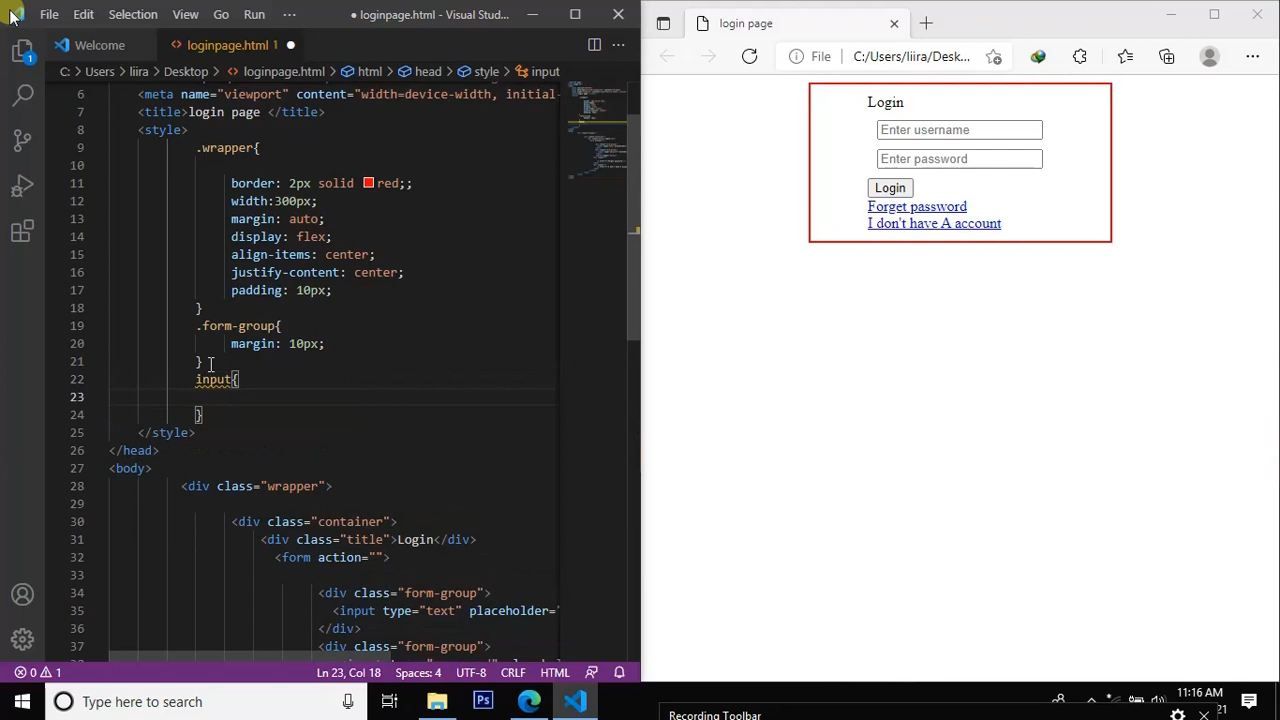 File Edit Selection View Go Run ··· ● loginpage.html - Visual Stud...
Welcome
loginpage.html 1 ●
C: > Users > liira > Desktop > loginpage.html > html > head > style > input
6 <meta name="viewport" content="width=device-width, initial-
7 <title>login page </title>
8 <style>
9 .wrapper{
10
11 border: 2px solid red;;
12 width:300px;
13 margin: auto;
14 display: flex;
15 align-items: center;
16 justify-content: center;
17 padding: 10px;
18 }
19 .form-group{
20 margin: 10px;
21 }
22 input{
23
24 }
25 </style>
26 </head>
27 <body>
28 <div class="wrapper">
29
30 <div class="container">
31 <div class="title">Login</div>
32 <form action="">
33
34 <div class="form-group">
35 <input type="text" placeholder="
36 </div>
37 <div class="form-group">
1
0 1 Ln 23, Col 18 Spaces: 4 UTF-8 CRLF HTML
login page
File C:/Users/liira/Desk...
Login
Enter username
Enter password
Login
Forget password
I don't have A account
Type here to search
Ps
11:16 AM
21
Recording Toolbar